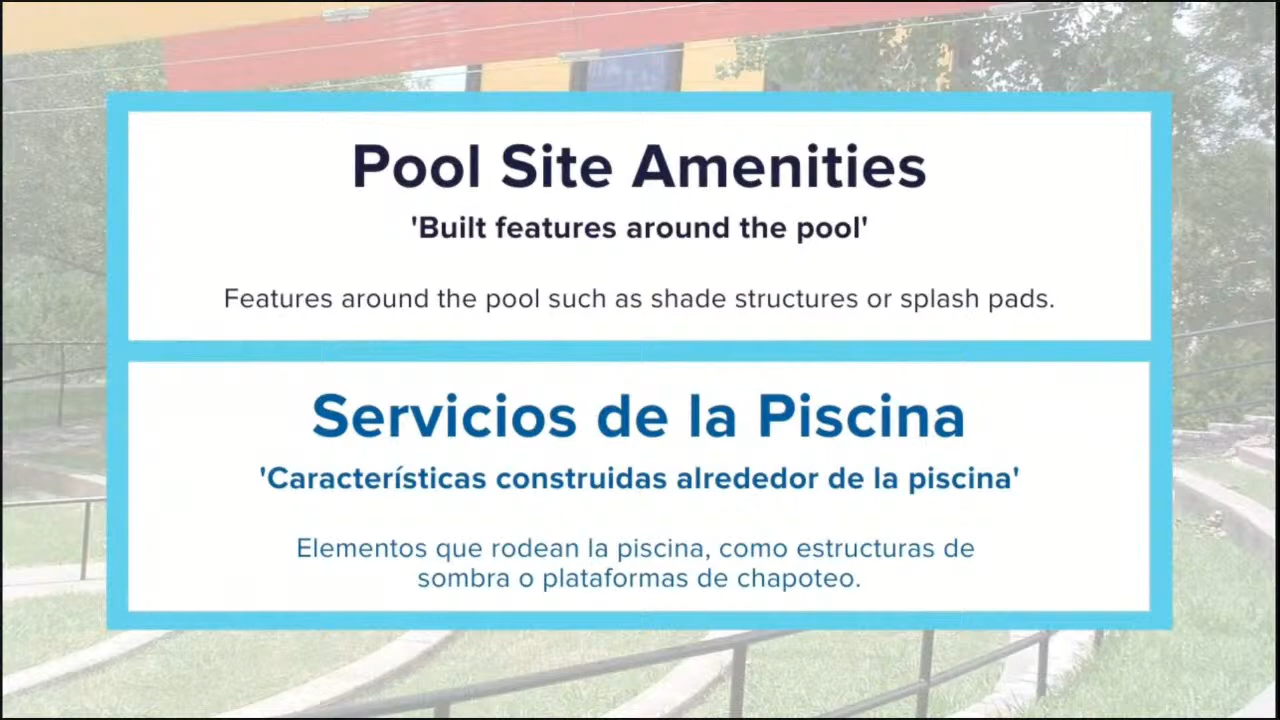 Pool Site Amenities
'Built features around the pool'
Features around the pool such as shade structures or splash pads.
Servicios de la Piscina
'Características construidas alrededor de la piscina'
Elementos que rodean la piscina, como estructuras de
sombra o plataformas de chapoteo.